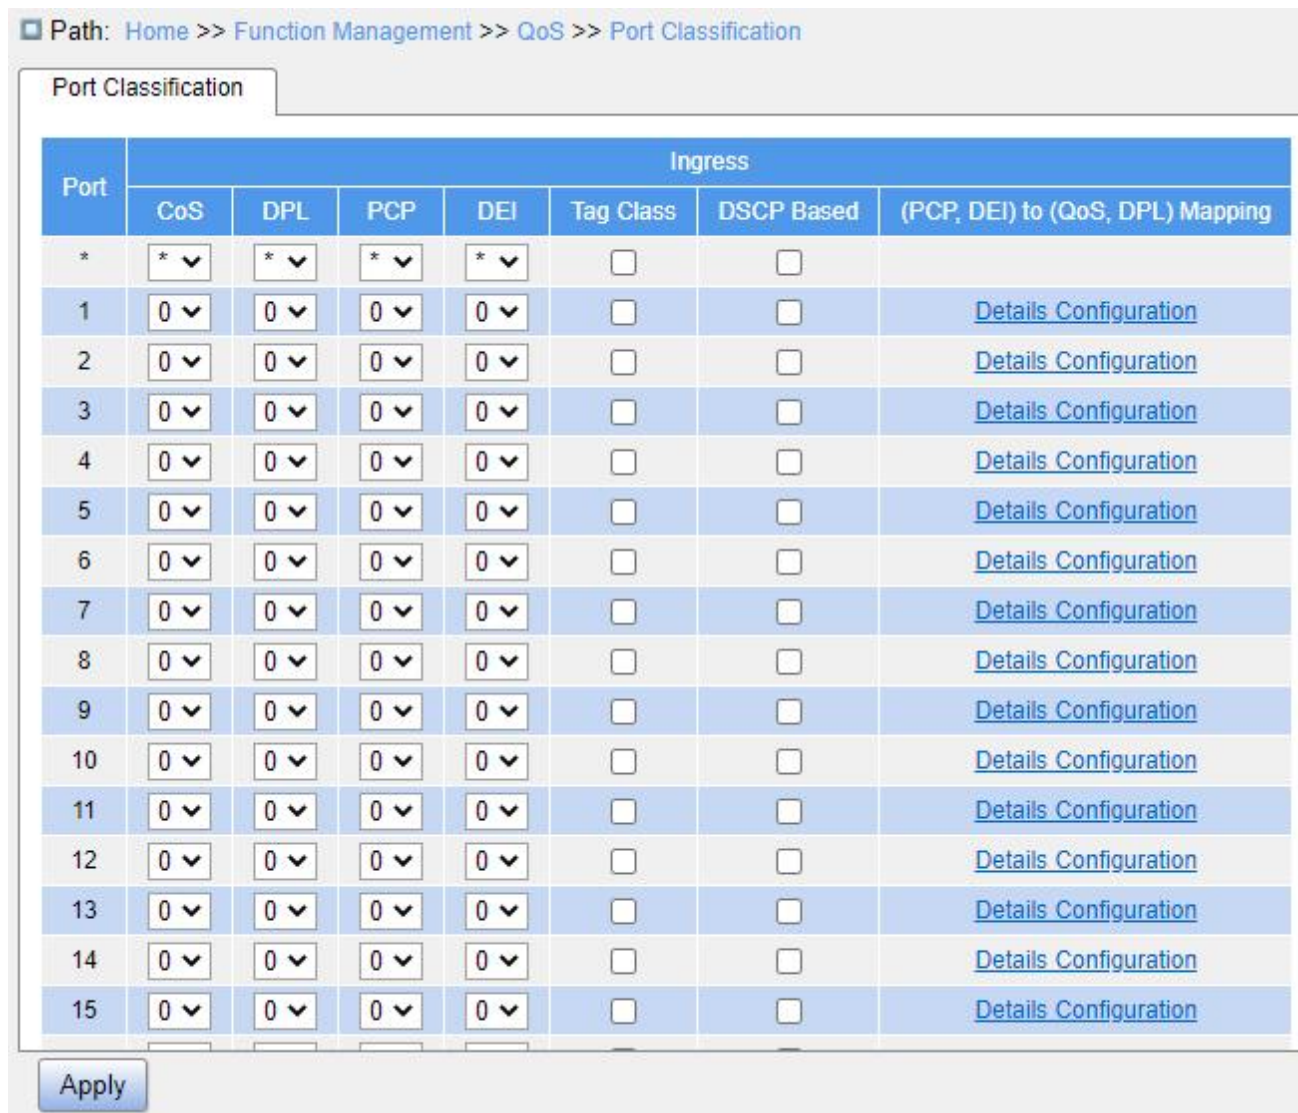 Path: Home >> Function Management >> QoS >> Port Classification
Port Classification
Port Ingress
CoS DPL PCP DEI Tag Class DSCP Based (PCP, DEI) to (QoS, DPL) Mapping
* * * * *
1 0 0 0 0 Details Configuration
2 0 0 0 0 Details Configuration
3 0 0 0 0 Details Configuration
4 0 0 0 0 Details Configuration
5 0 0 0 0 Details Configuration
6 0 0 0 0 Details Configuration
7 0 0 0 0 Details Configuration
8 0 0 0 0 Details Configuration
9 0 0 0 0 Details Configuration
10 0 0 0 0 Details Configuration
11 0 0 0 0 Details Configuration
12 0 0 0 0 Details Configuration
13 0 0 0 0 Details Configuration
14 0 0 0 0 Details Configuration
15 0 0 0 0 Details Configuration
Apply